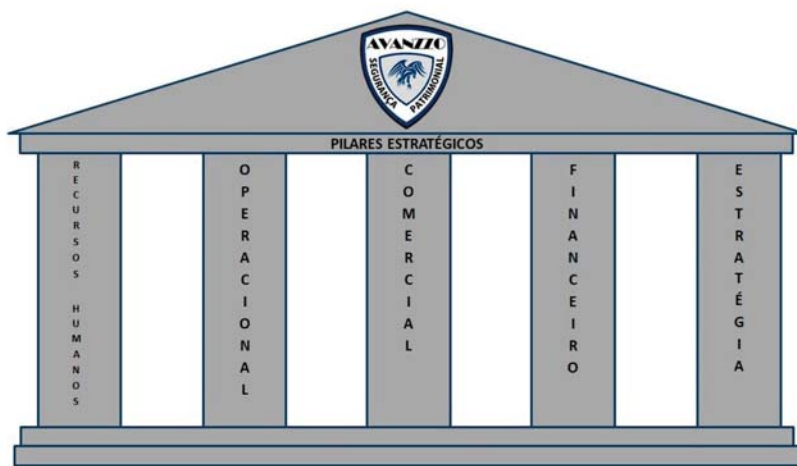 AVANZZO
SEGURANÇA
PATRIMONIAL
PILARES ESTRATÉGICOS
RECURSOS HUMANOS
OPERACIONAL
COMERCIAL
FINANCEIRO
ESTRATÉGIA